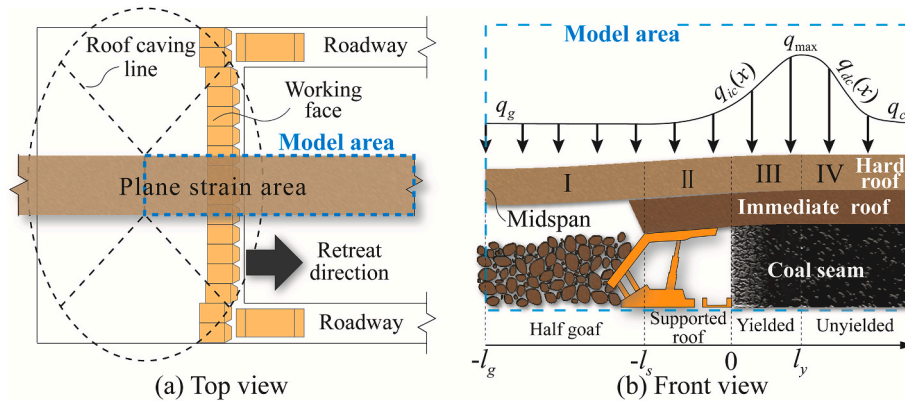 Roof caving
line
Roadway
Working
face
Model area
Plane strain area
Retreat
direction
Roadway
(a) Top view
Model area
q_max
q_ic(x)
q_dc(x)
q_g
q_c
I
II
III
IV
Hard
roof
Midspan
Immediate roof
Coal seam
Half goaf
Supported
roof
Yielded
Unyielded
-l_g
-l_s
0
l_y
(b) Front view